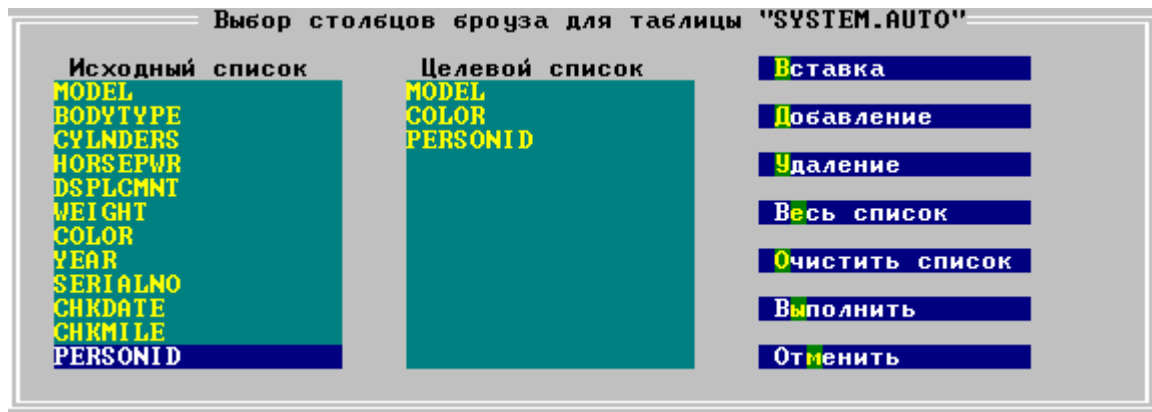 Выбор столбцов броуза для таблицы "SYSTEM.AUTO"
Исходный список
MODEL
BODYTYPE
CYLNDERS
HORSEPWR
DSPLCMNT
WEIGHT
COLOR
YEAR
SERIALNO
CHKDATE
CHKMILE
PERSONID
Целевой список
MODEL
COLOR
PERSONID
Вставка
Добавление
Удаление
Весь список
Очистить список
Выполнить
Отменить